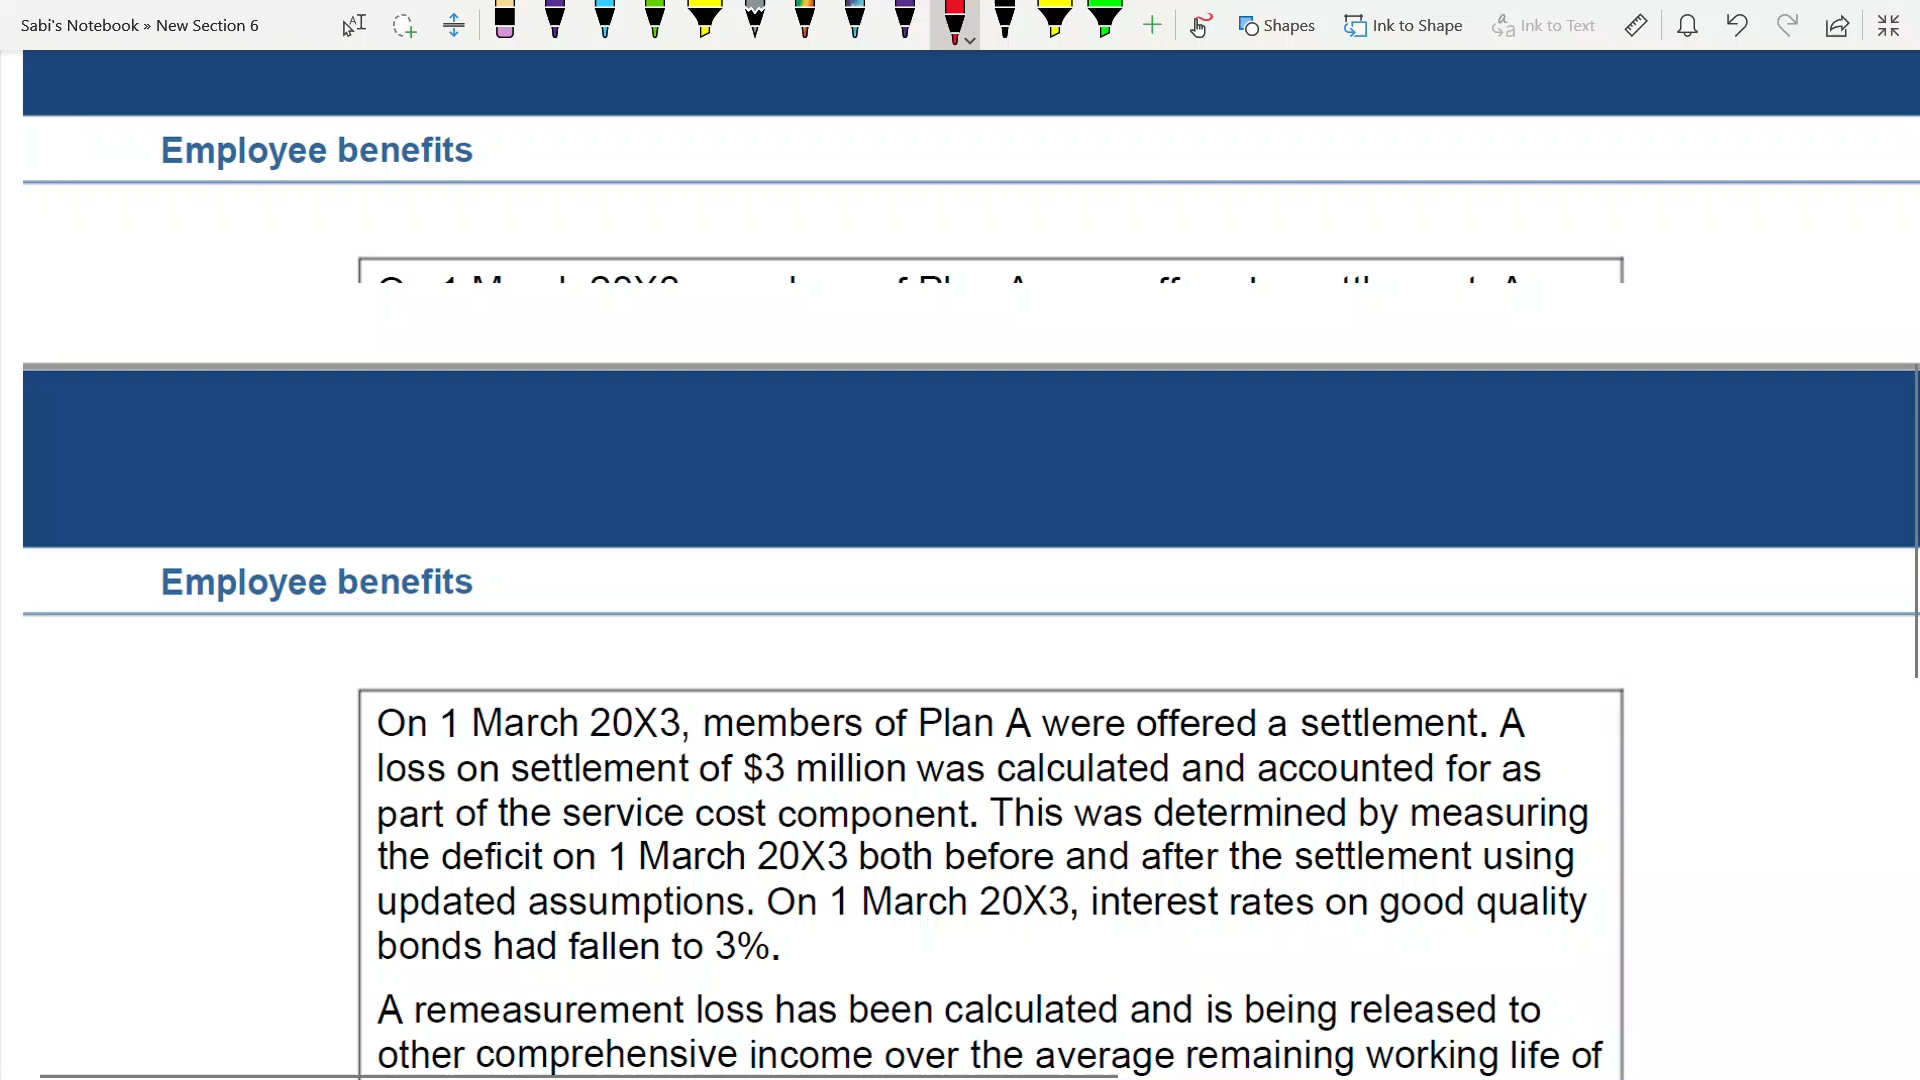 Sabi's Notebook » New Section 6
Shapes
Ink to Shape
Ink to Text
Employee benefits
Employee benefits
On 1 March 20X3, members of Plan A were offered a settlement. A
loss on settlement of $3 million was calculated and accounted for as
part of the service cost component. This was determined by measuring
the deficit on 1 March 20X3 both before and after the settlement using
updated assumptions. On 1 March 20X3, interest rates on good quality
bonds had fallen to 3%.
A remeasurement loss has been calculated and is being released to
other comprehensive income over the average remaining working life of